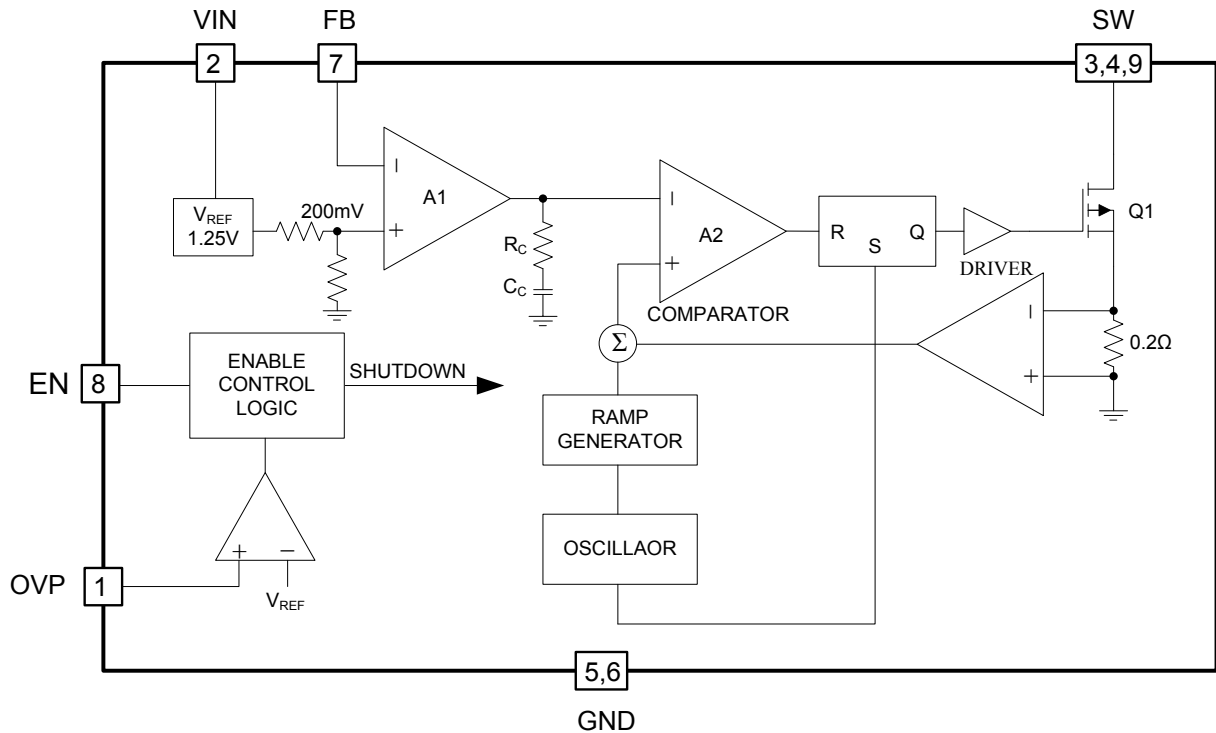 VIN
FB
SW
2
7
3,4,9
VREF
1.25V
200mV
I
+
A1
RC
CC
I
+
A2
COMPARATOR
R
S
Q
DRIVER
Q1
I
+
0.2Ω
Σ
EN
8
ENABLE
CONTROL
LOGIC
SHUTDOWN
RAMP
GENERATOR
OSCILLAOR
OVP
1
+
−
VREF
5,6
GND